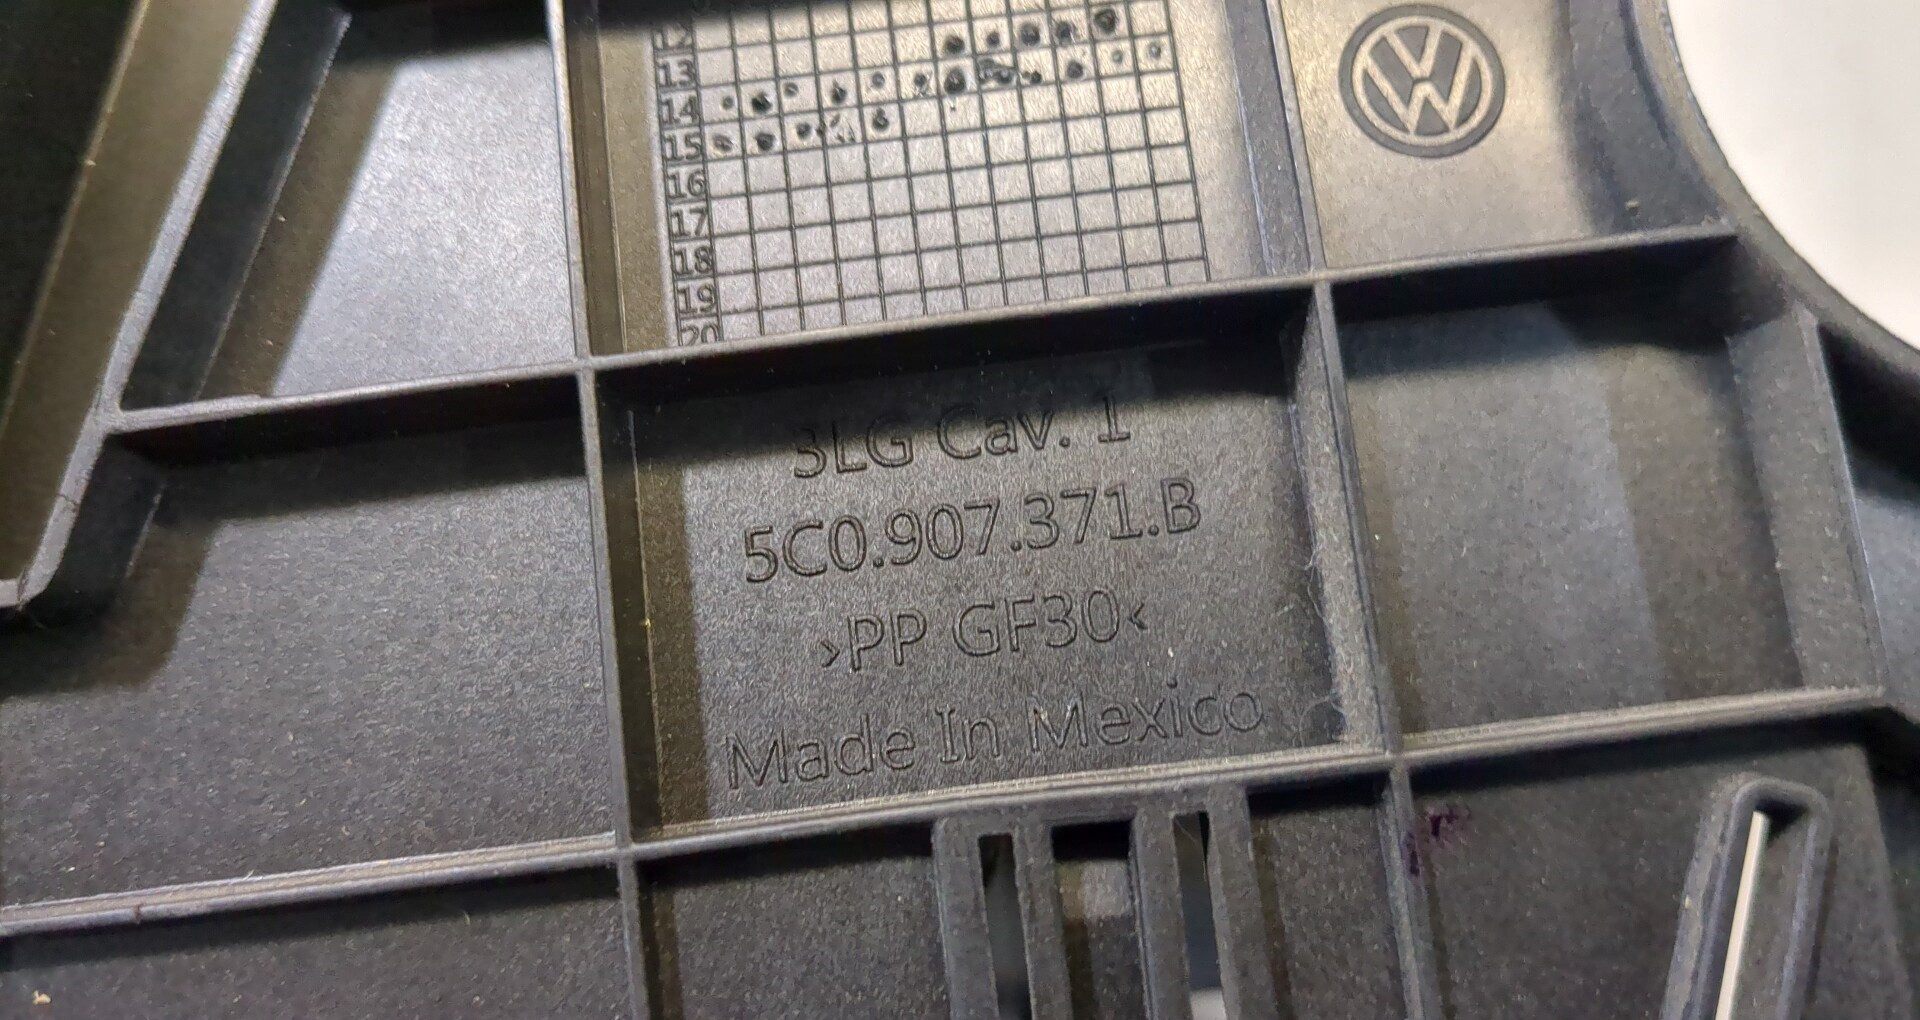 12
13
14
15
16
17
18
19
20
3LG Cav. 1
5C0.907.371.B
›PP GF30‹
Made In Mexico
VW